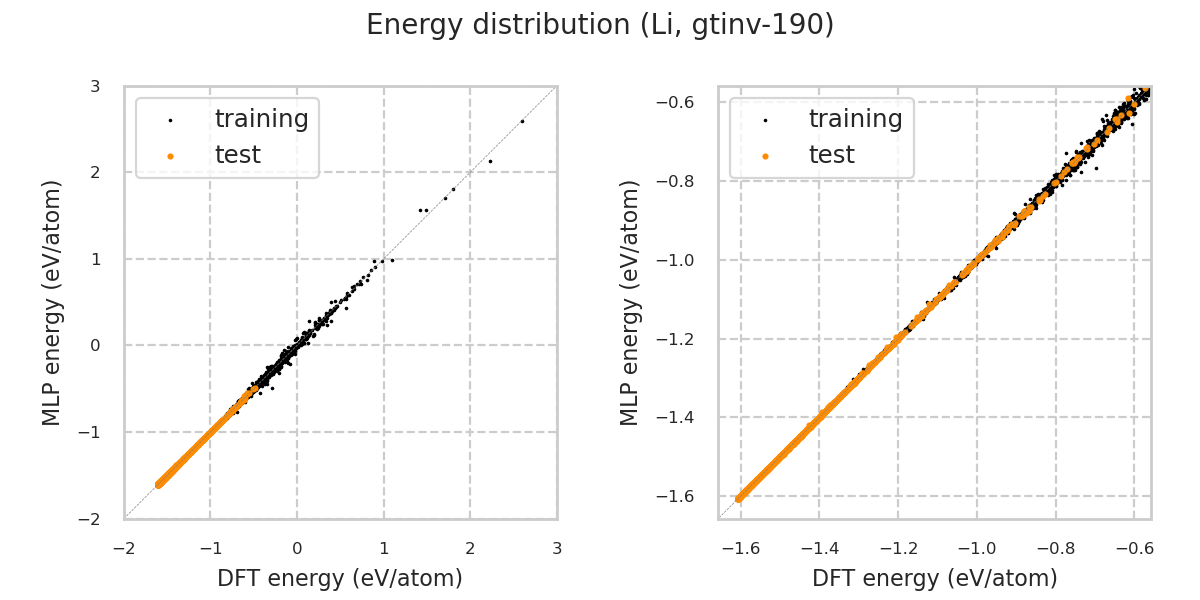 Energy distribution (Li, gtinv-190)
training
test
3
2
1
0
−1
−2
−2
−1
0
1
2
3
MLP energy (eV/atom)
DFT energy (eV/atom)
training
test
−0.6
−0.8
−1.0
−1.2
−1.4
−1.6
−1.6
−1.4
−1.2
−1.0
−0.8
−0.6
MLP energy (eV/atom)
DFT energy (eV/atom)